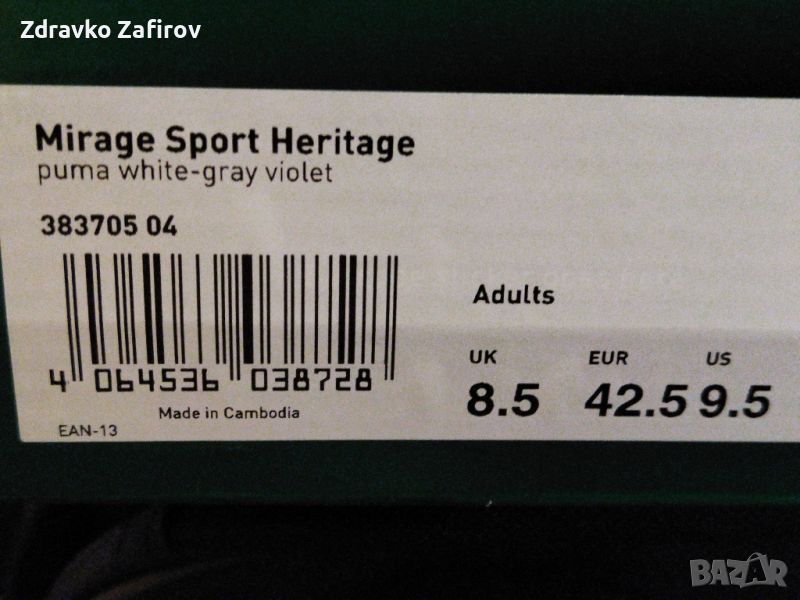 Zdravko Zafirov
Mirage Sport Heritage
puma white-gray violet
383705 04
Adults
UK EUR US
8.5 42.5 9.5
4 064536 038728
Made in Cambodia
EAN-13
BAZAR